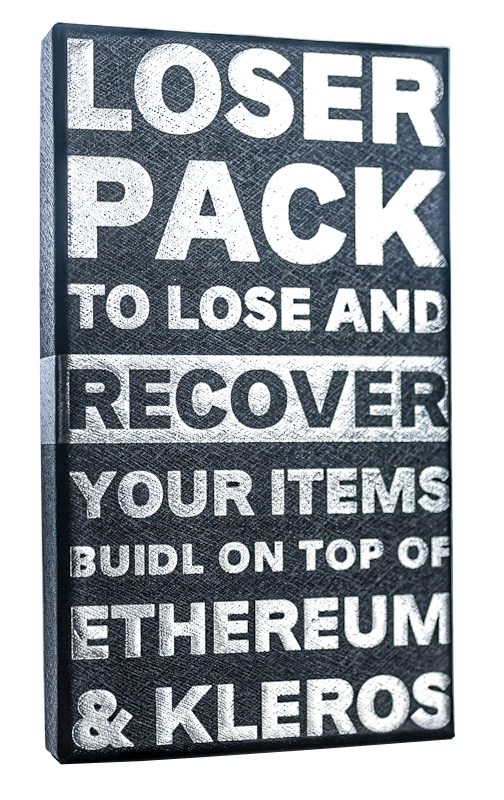 LOSER
PACK
TO LOSE AND
RECOVER
YOUR ITEMS
BUIDL ON TOP OF
ETHEREUM
& KLEROS